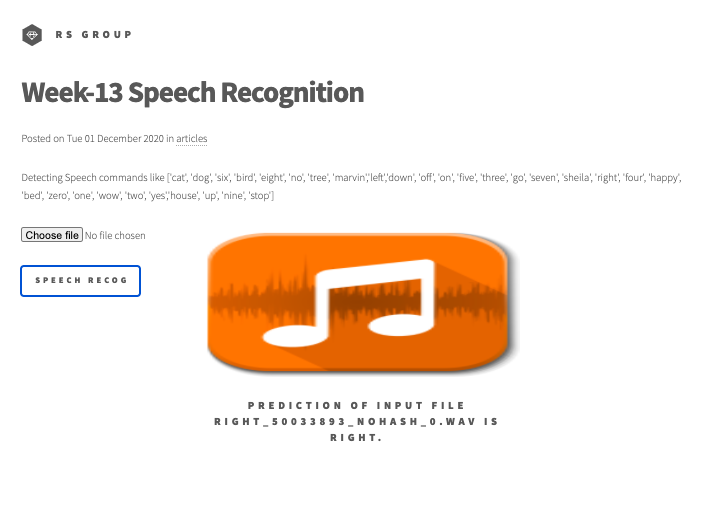 RS GROUP
Week-13 Speech Recognition
Posted on Tue 01 December 2020 in articles
Detecting Speech commands like ['cat', 'dog', 'six', 'bird', 'eight', 'no', 'tree', 'marvin','left','down', 'off', 'on', 'five', 'three', 'go', 'seven', 'sheila', 'right', 'four', 'happy',
'bed', 'zero', 'one', 'wow', 'two', 'yes','house', 'up', 'nine', 'stop']
Choose file No file chosen
SPEECH RECOG
PREDICTION OF INPUT FILE
RIGHT_50033893_NOHASH_0.WAV IS
RIGHT.